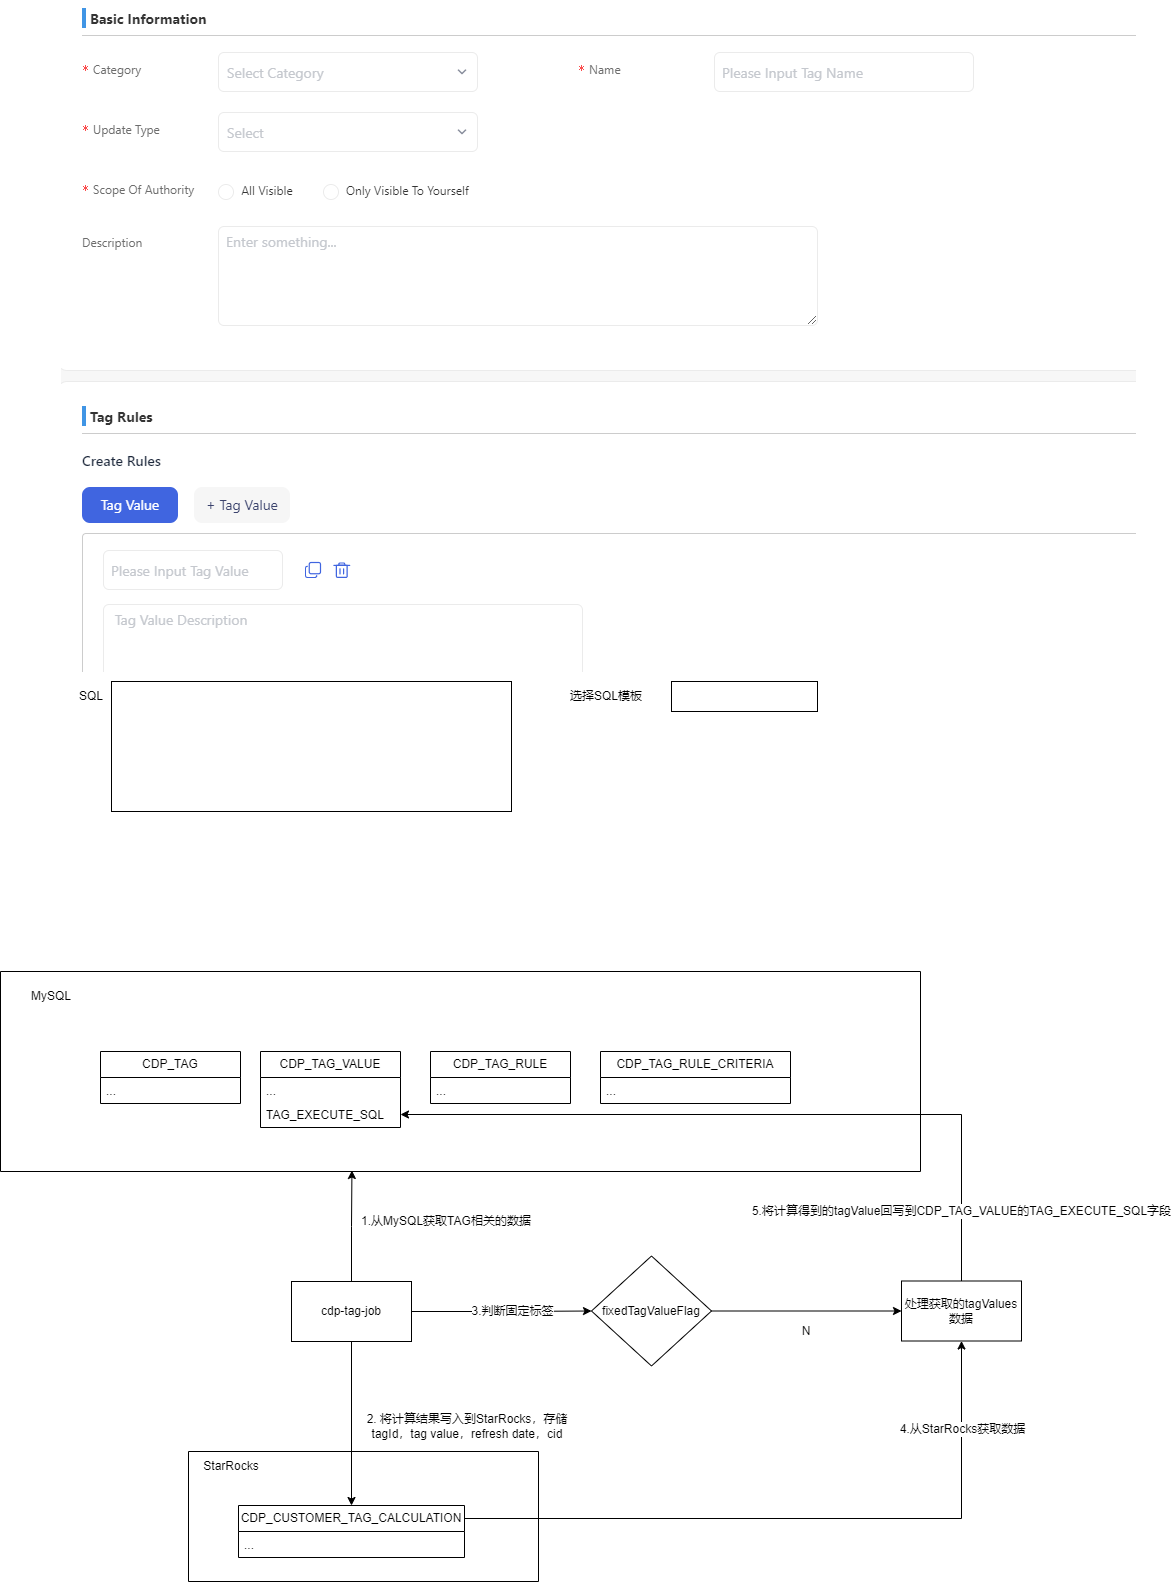 Basic Information
* Category
Select Category
* Name
Please Input Tag Name
* Update Type
Select
* Scope Of Authority
All Visible
Only Visible To Yourself
Description
Enter something...
Tag Rules
Create Rules
Tag Value
+ Tag Value
Please Input Tag Value
Tag Value Description
SQL
选择SQL模板
MySQL
CDP_TAG
...
CDP_TAG_VALUE
...
TAG_EXECUTE_SQL
CDP_TAG_RULE
...
CDP_TAG_RULE_CRITERIA
...
1.从MySQL获取TAG相关的数据
5.将计算得到的tagValue回写到CDP_TAG_VALUE的TAG_EXECUTE_SQL字段
cdp-tag-job
3.判断固定标签
fixedTagValueFlag
N
处理获取的tagValues
数据
2. 将计算结果写入到StarRocks，存储
tagId，tag value，refresh date，cid
4.从StarRocks获取数据
StarRocks
CDP_CUSTOMER_TAG_CALCULATION
...